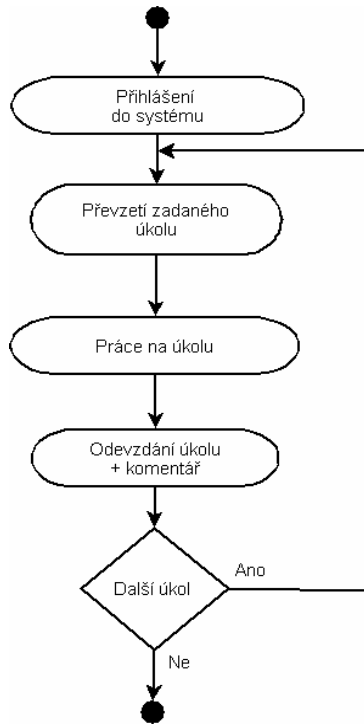 Přihlášení
do systému
Převzetí zadaného
úkolu
Práce na úkolu
Odevzdání úkolu
+ komentář
Další úkol
Ano
Ne